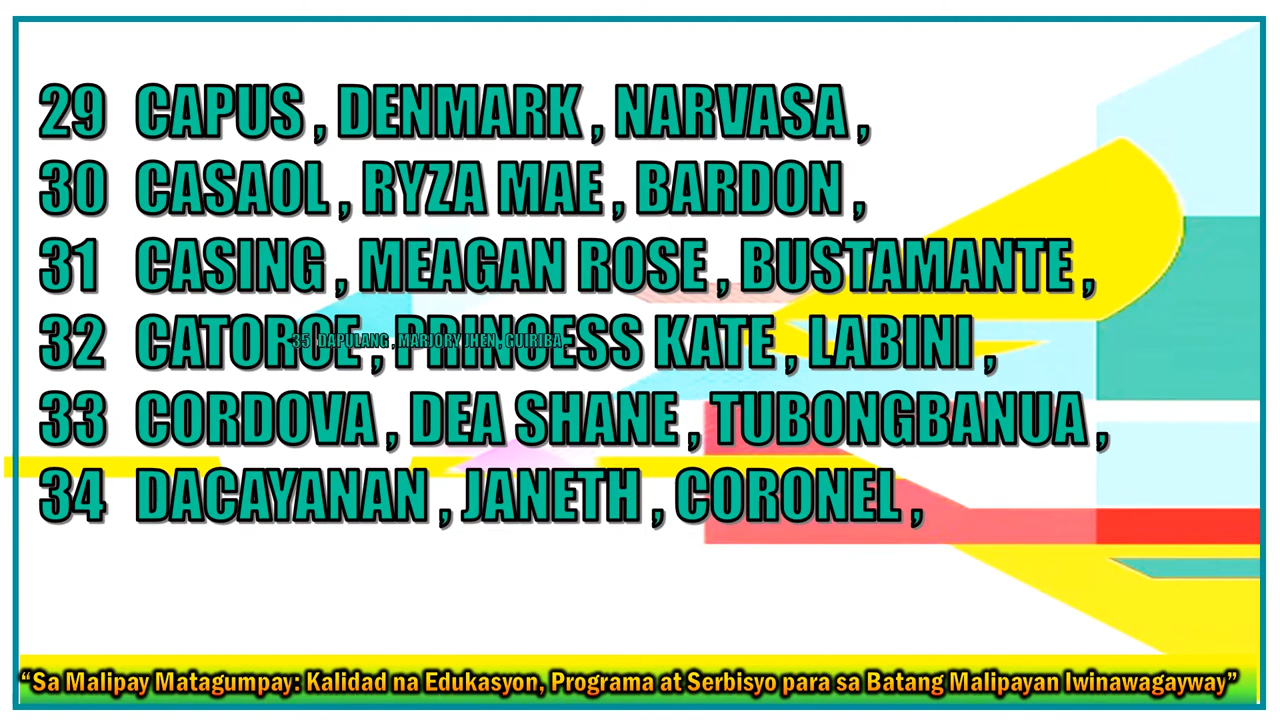 29 CAPUS , DENMARK , NARVASA ,
30 CASAOL , RYZA MAE , BARDON ,
31 CASING , MEAGAN ROSE , BUSTAMANTE ,
32 CATORCE , PRINCESS KATE , LABINI ,
35 DAPULANG , MARJORY JHEN , GUIRIBA ,
33 CORDOVA , DEA SHANE , TUBONGBANUA ,
34 DACAYANAN , JANETH , CORONEL ,
“Sa Malipay Matagumpay: Kalidad na Edukasyon, Programa at Serbisyo para sa Batang Malipayan Iwinawagayway”